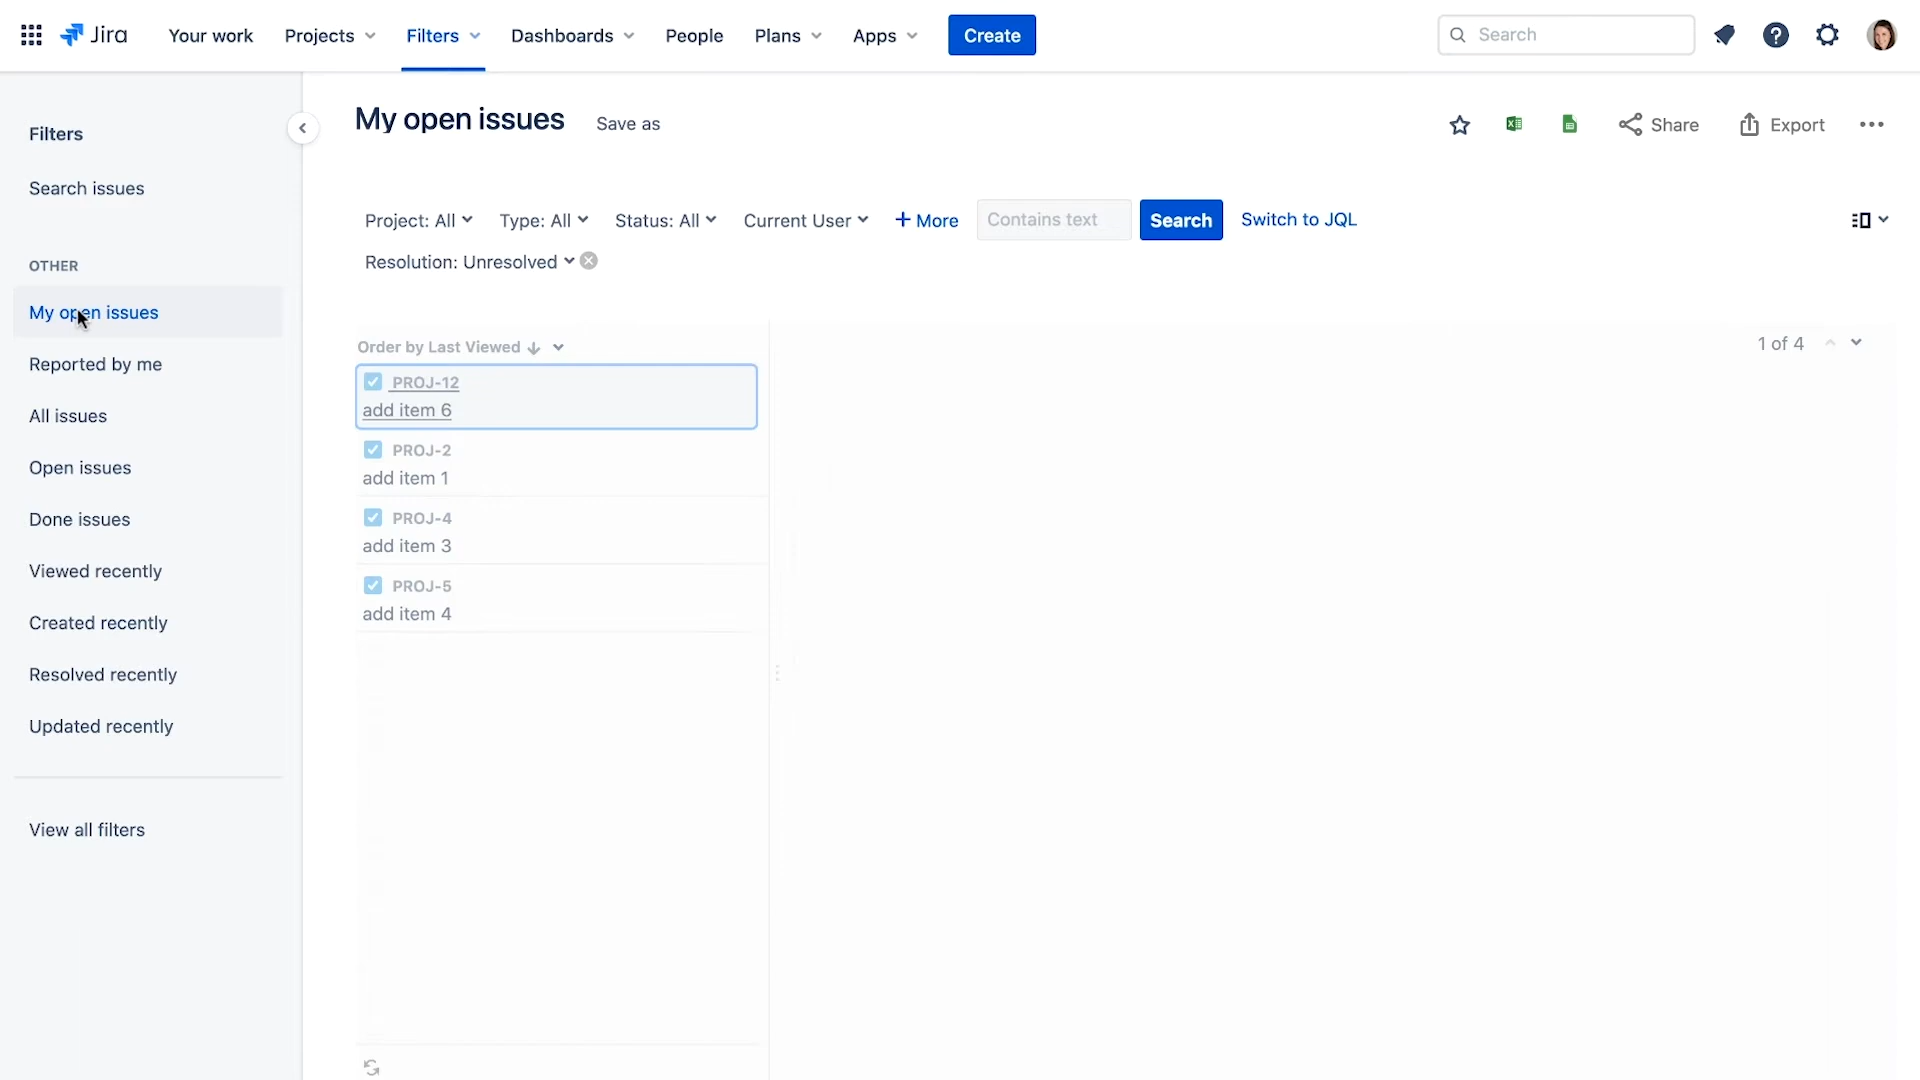 Jira Your work Projects Filters Dashboards People Plans Apps Create Search
Filters
Search issues
OTHER
My open issues
Reported by me
All issues
Open issues
Done issues
Viewed recently
Created recently
Resolved recently
Updated recently
View all filters
My open issues Save as Share Export
Project: All Type: All Status: All Current User + More Contains text Search Switch to JQL
Resolution: Unresolved
Order by Last Viewed 1 of 4
PROJ-12
add item 6
PROJ-2
add item 1
PROJ-4
add item 3
PROJ-5
add item 4